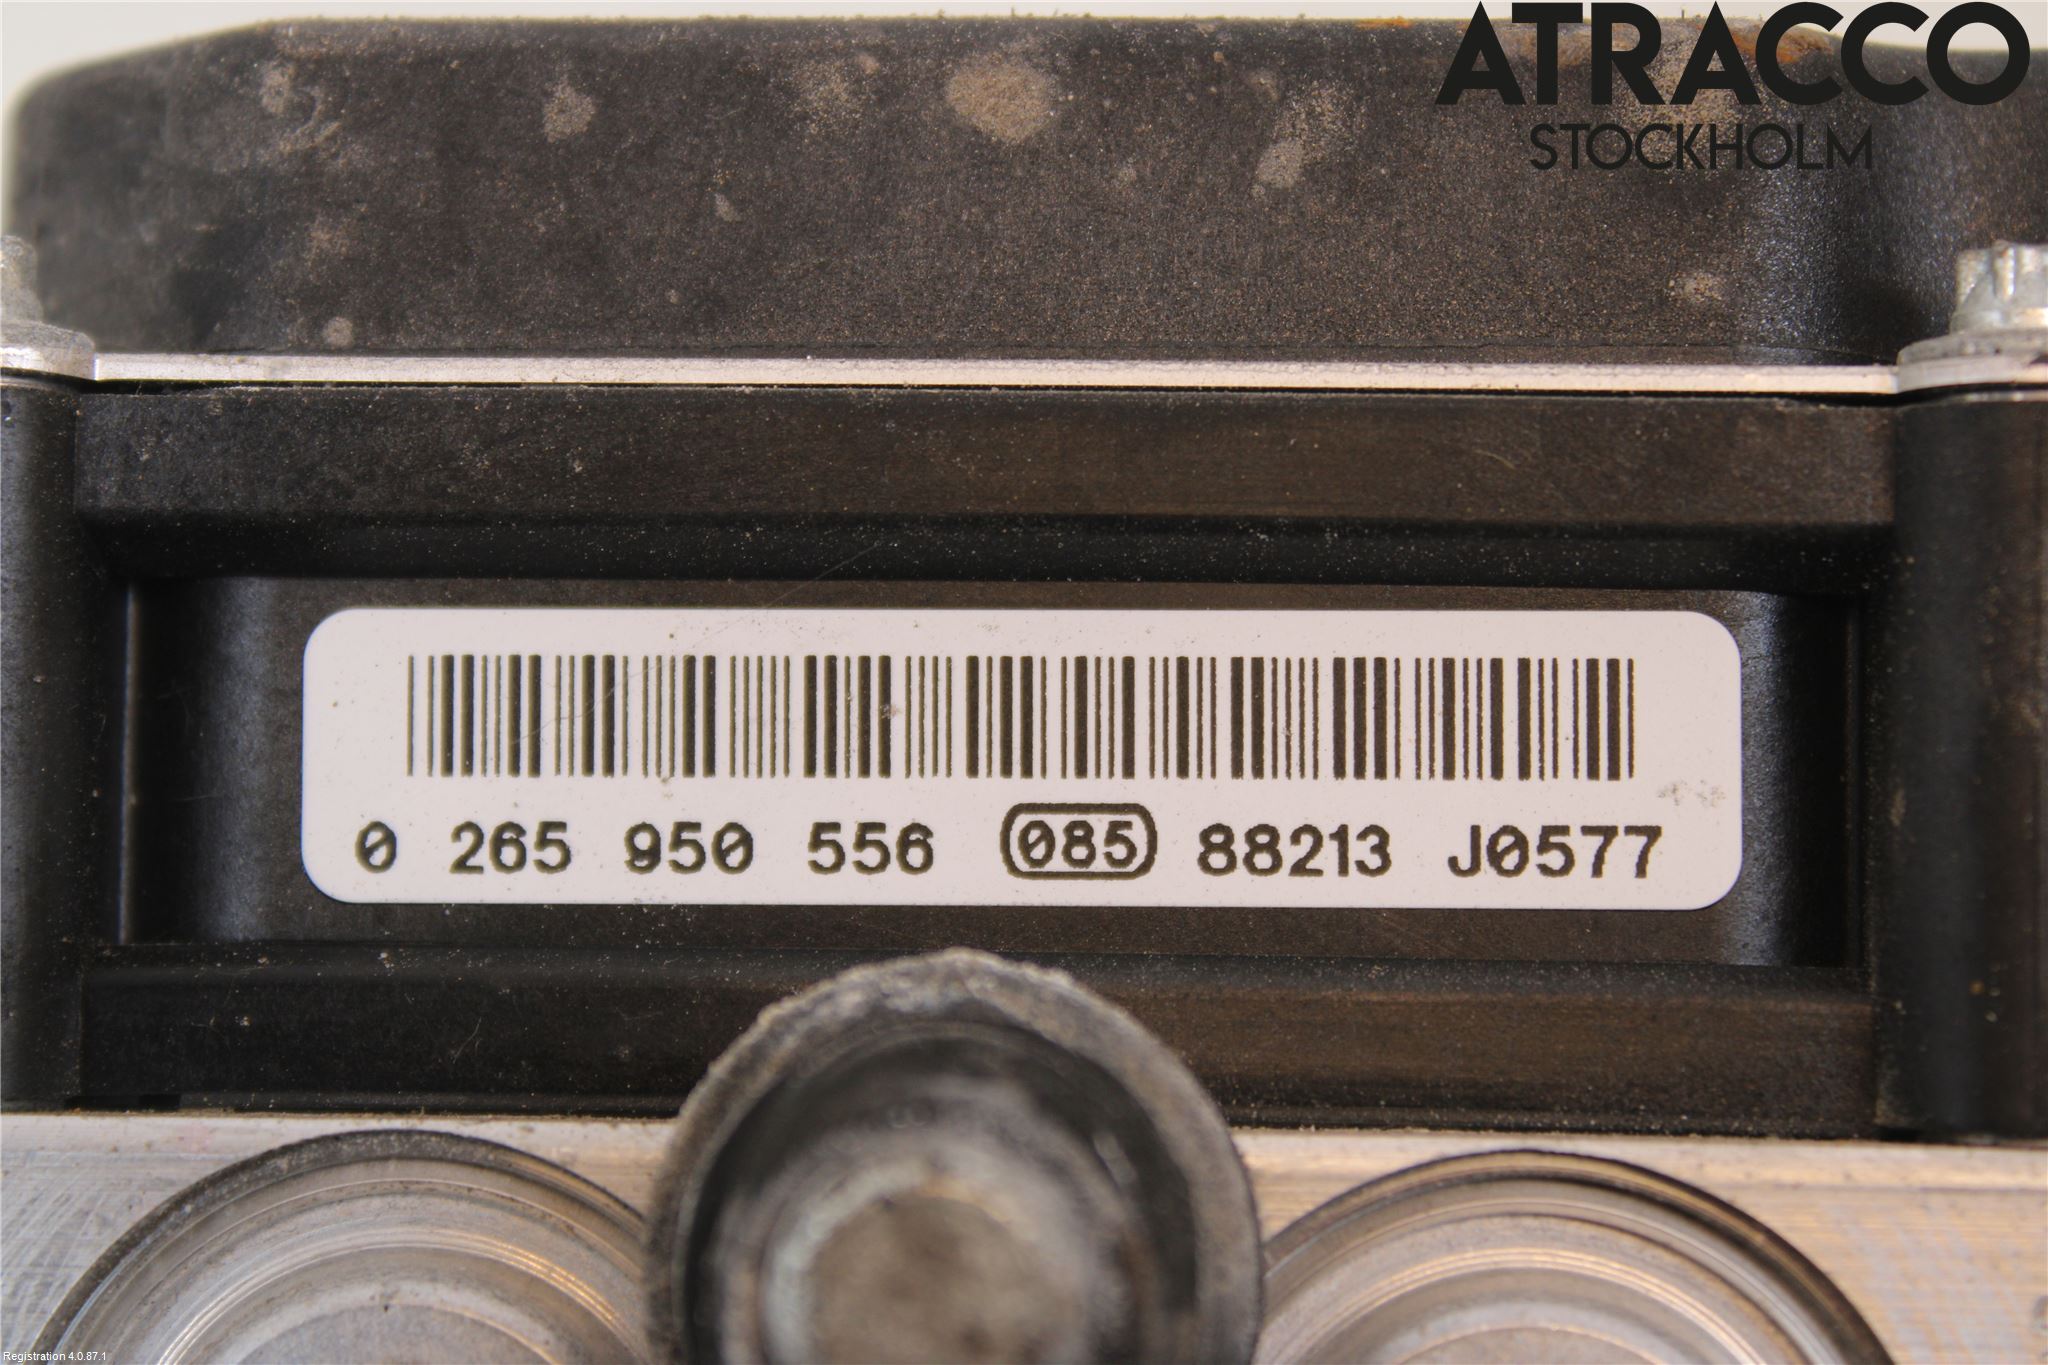 ATRACCO
STOCKHOLM
0 265 950 556 085 88213 J0577
Registration 4.0.87.1